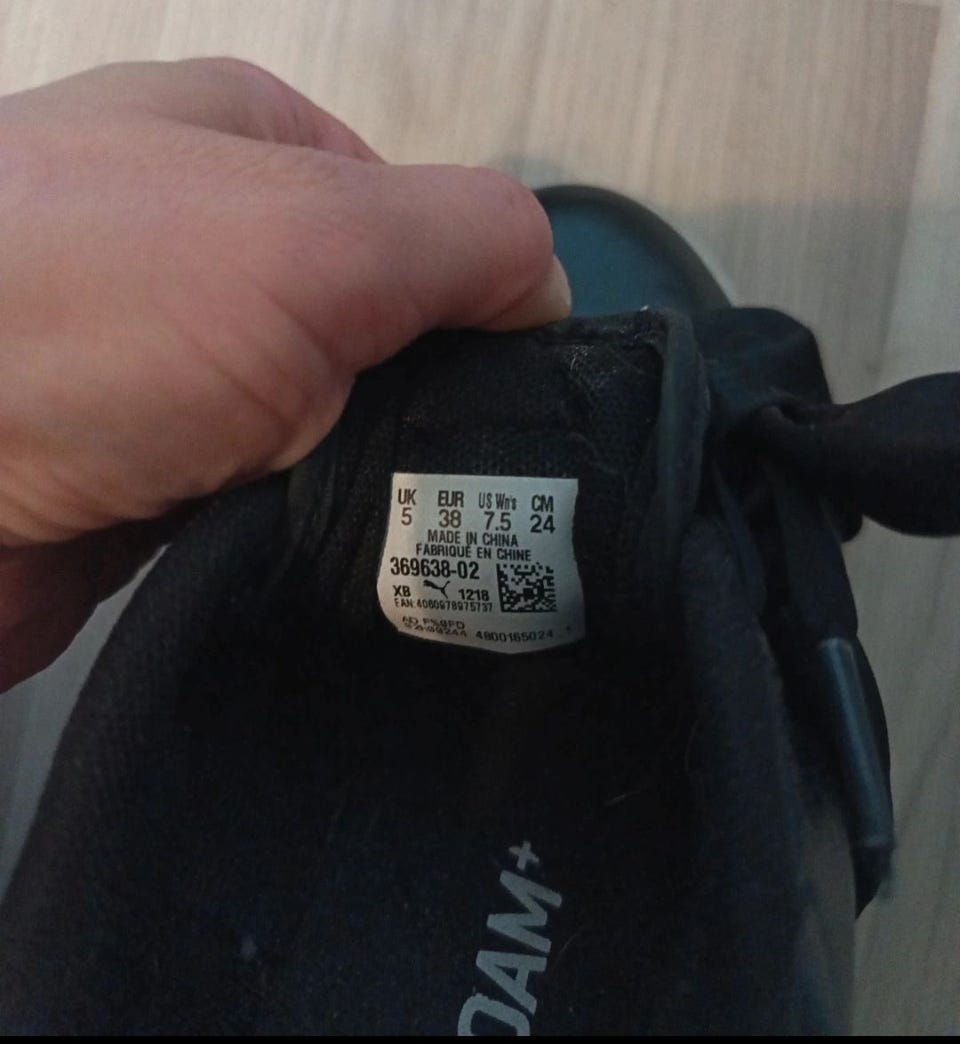 UK EUR US Wn's CM
5 38 7.5 24
MADE IN CHINA
FABRIQUÉ EN CHINE
369638-02
XB 1218
EAN:4060978975737
4800165024
OAM+